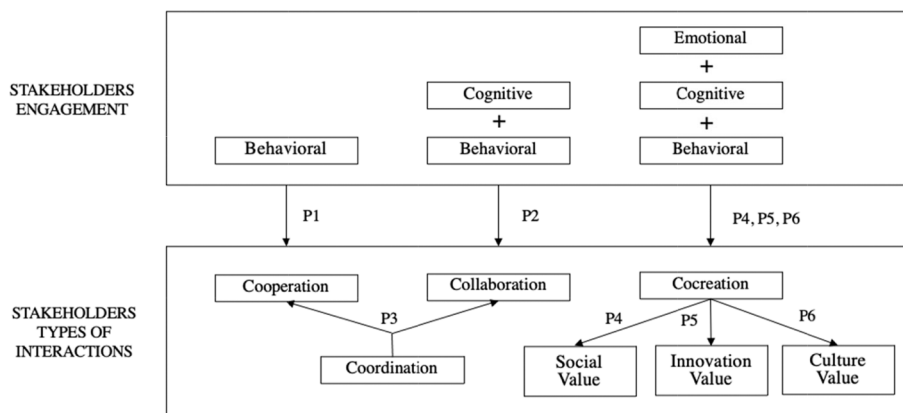 Emotional
+
STAKEHOLDERS
ENGAGEMENT
Cognitive
Cognitive
+
+
Behavioral
Behavioral
Behavioral
P1
P2
P4, P5, P6
STAKEHOLDERS
TYPES OF
INTERACTIONS
Cooperation
Collaboration
Cocreation
P3
P4
P5
P6
Coordination
Social
Value
Innovation
Value
Culture
Value